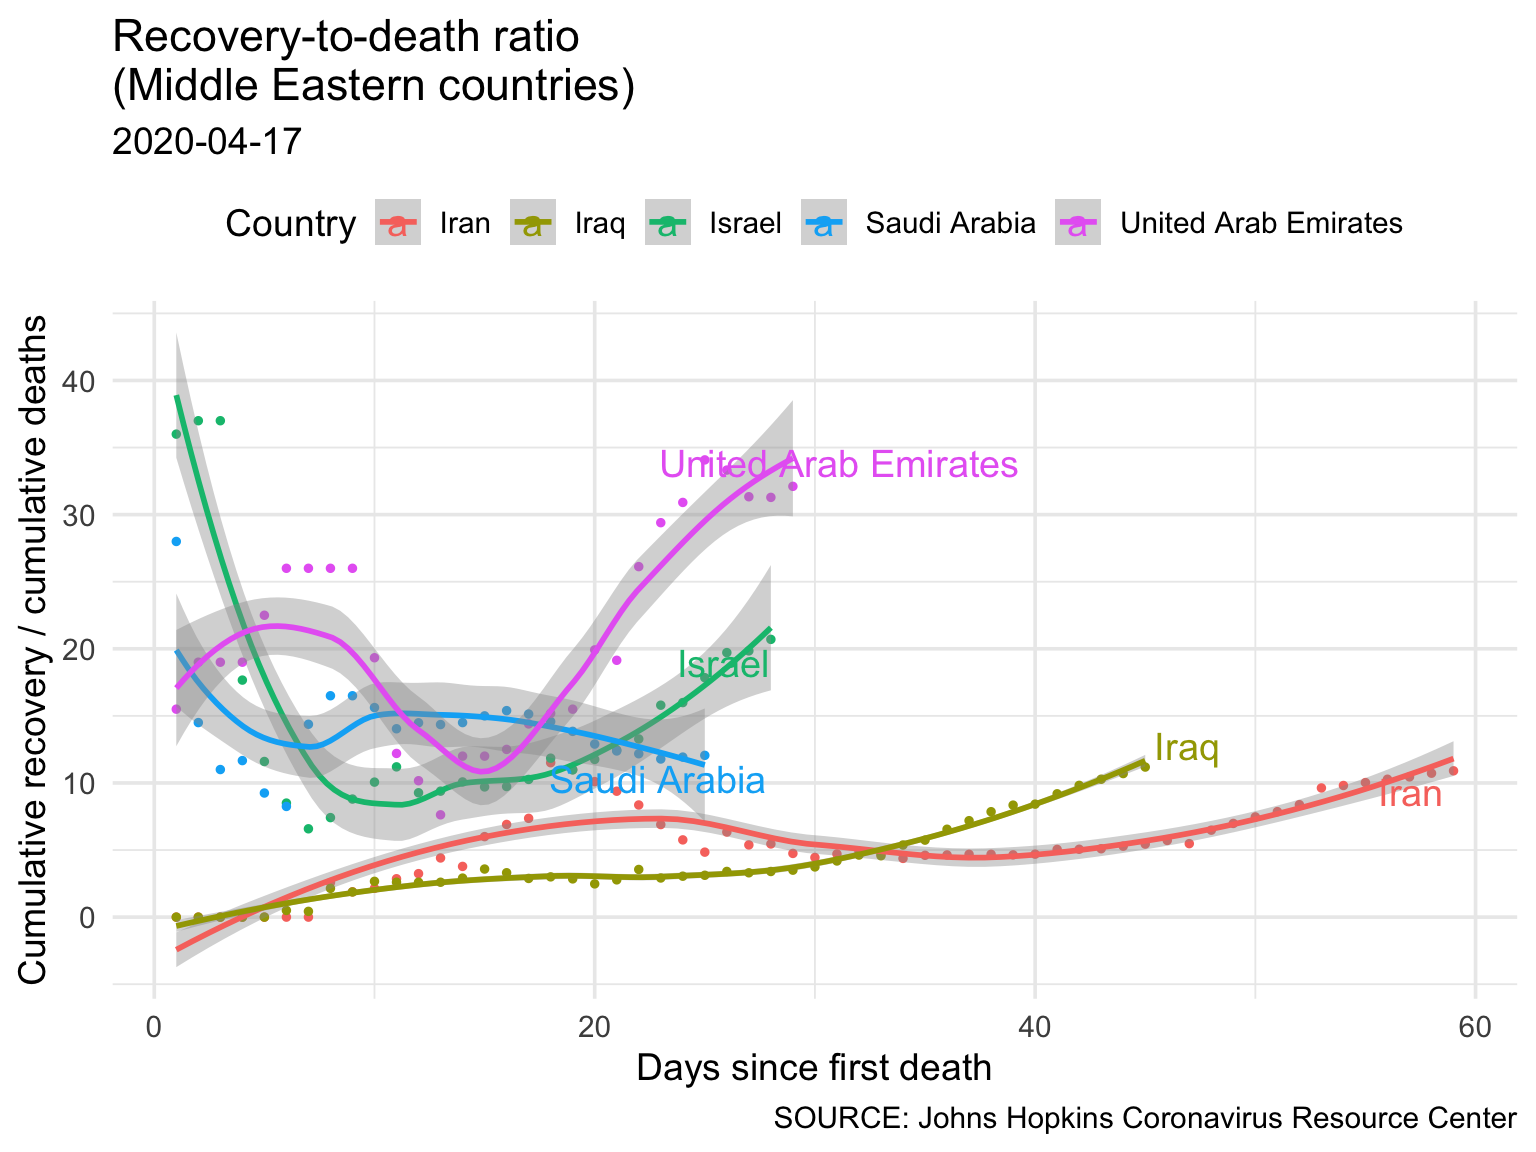 Recovery-to-death ratio
(Middle Eastern countries)
2020-04-17
Country a Iran a Iraq a Israel a Saudi Arabia a United Arab Emirates
Cumulative recovery / cumulative deaths
40
30
20
10
0
United Arab Emirates
Israel
Iraq
Saudi Arabia
Iran
0 20 40 60
Days since first death
SOURCE: Johns Hopkins Coronavirus Resource Center